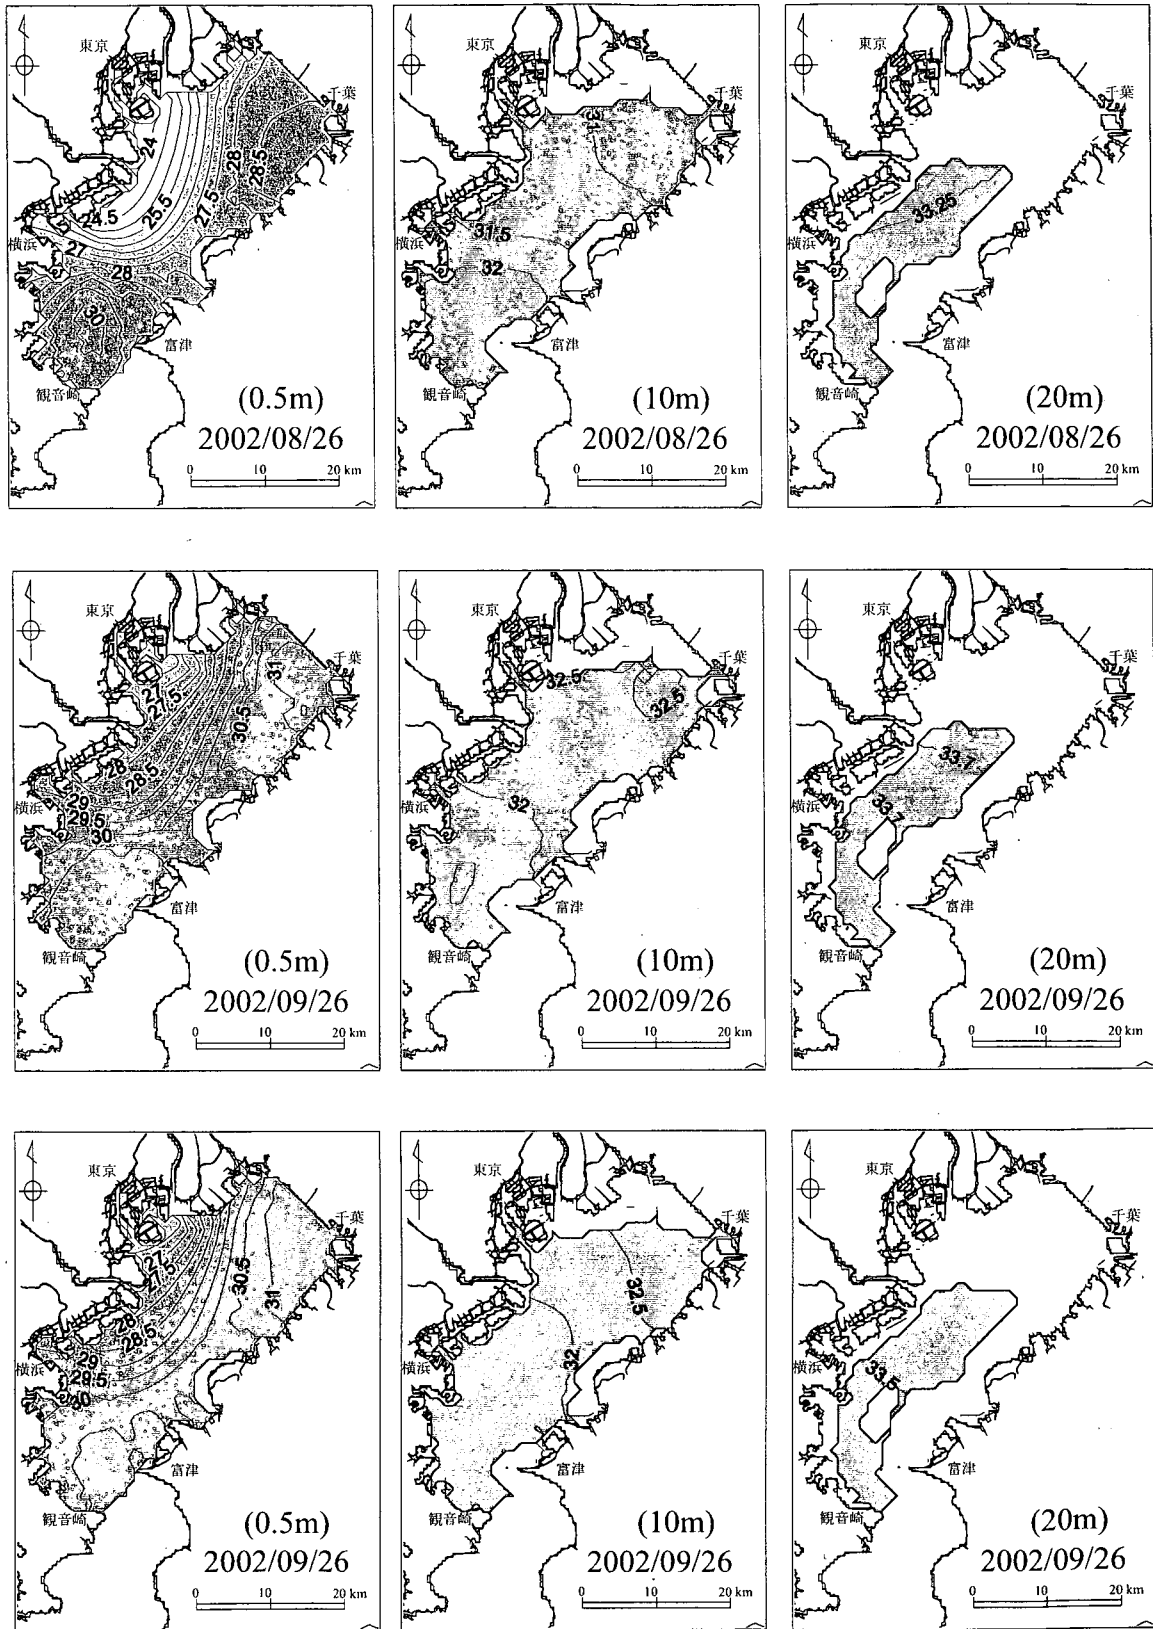 東京
千葉
24
24.5
25.5
27.5
28
28.5
横浜
27
28
30
富津
観音崎
(0.5m)
2002/08/26
0 10 20 km
東京
千葉
31
31.5
横浜
32
富津
観音崎
(10m)
2002/08/26
0 10 20 km
東京
千葉
33.25
横浜
富津
観音崎
(20m)
2002/08/26
0 10 20 km
東京
千葉
31
27
27.5
30.5
28
28.5
横浜
29
29.5
30
富津
観音崎
(0.5m)
2002/09/26
0 10 20 km
東京
千葉
32.5
32.5
横浜
32
富津
観音崎
(10m)
2002/09/26
0 10 20 km
東京
千葉
33.7
33.7
横浜
富津
観音崎
(20m)
2002/09/26
0 10 20 km
東京
千葉
27
27.5
30.5
31
28
28.5
横浜
29
29.5
30
富津
観音崎
(0.5m)
2002/09/26
0 10 20 km
東京
千葉
32.5
横浜
32
富津
観音崎
(10m)
2002/09/26
0 10 20 km
東京
千葉
33.5
横浜
富津
観音崎
(20m)
2002/09/26
0 10 20 km